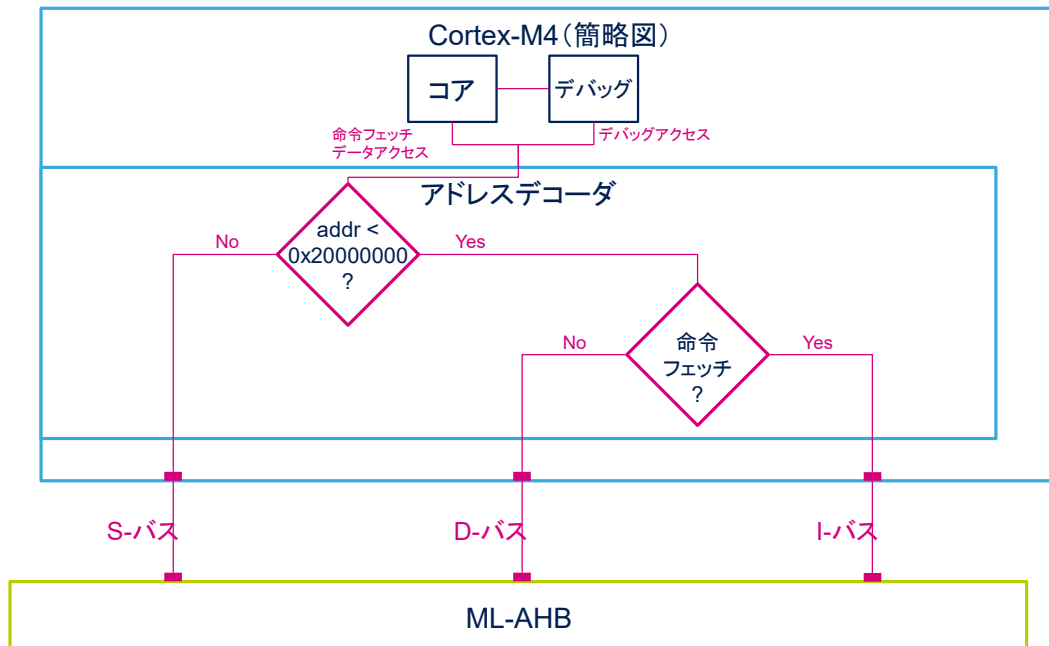 Cortex-M4（簡略図）
コア
デバッグ
命令フェッチ
データアクセス
デバッグアクセス
アドレスデコーダ
addr <
0x20000000
?
No
Yes
命令
フェッチ
?
No
Yes
S-バス
D-バス
I-バス
ML-AHB